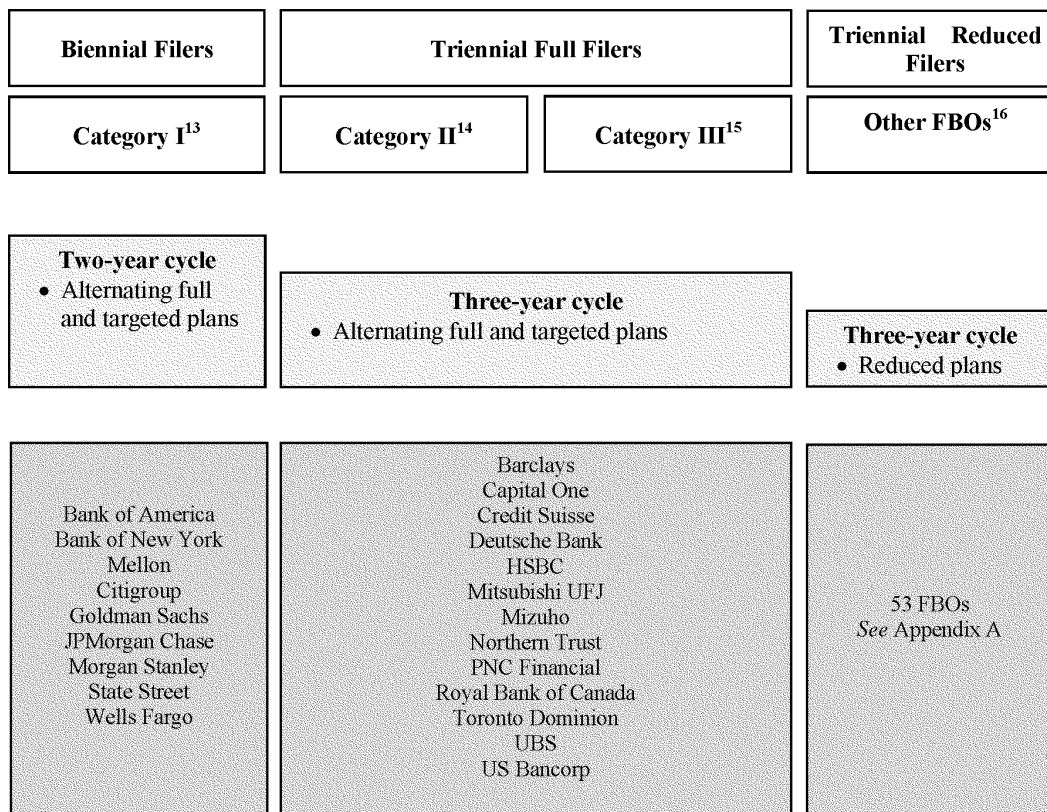 Biennial Filers
Triennial Full Filers
Triennial Reduced
Filers
Category I13
Category II14
Category III15
Other FBOs16
Two-year cycle
• Alternating full
and targeted plans
Three-year cycle
• Alternating full and targeted plans
Three-year cycle
• Reduced plans
Bank of America
Bank of New York
Mellon
Citigroup
Goldman Sachs
JPMorgan Chase
Morgan Stanley
State Street
Wells Fargo
Barclays
Capital One
Credit Suisse
Deutsche Bank
HSBC
Mitsubishi UFJ
Mizuho
Northern Trust
PNC Financial
Royal Bank of Canada
Toronto Dominion
UBS
US Bancorp
53 FBOs
See Appendix A